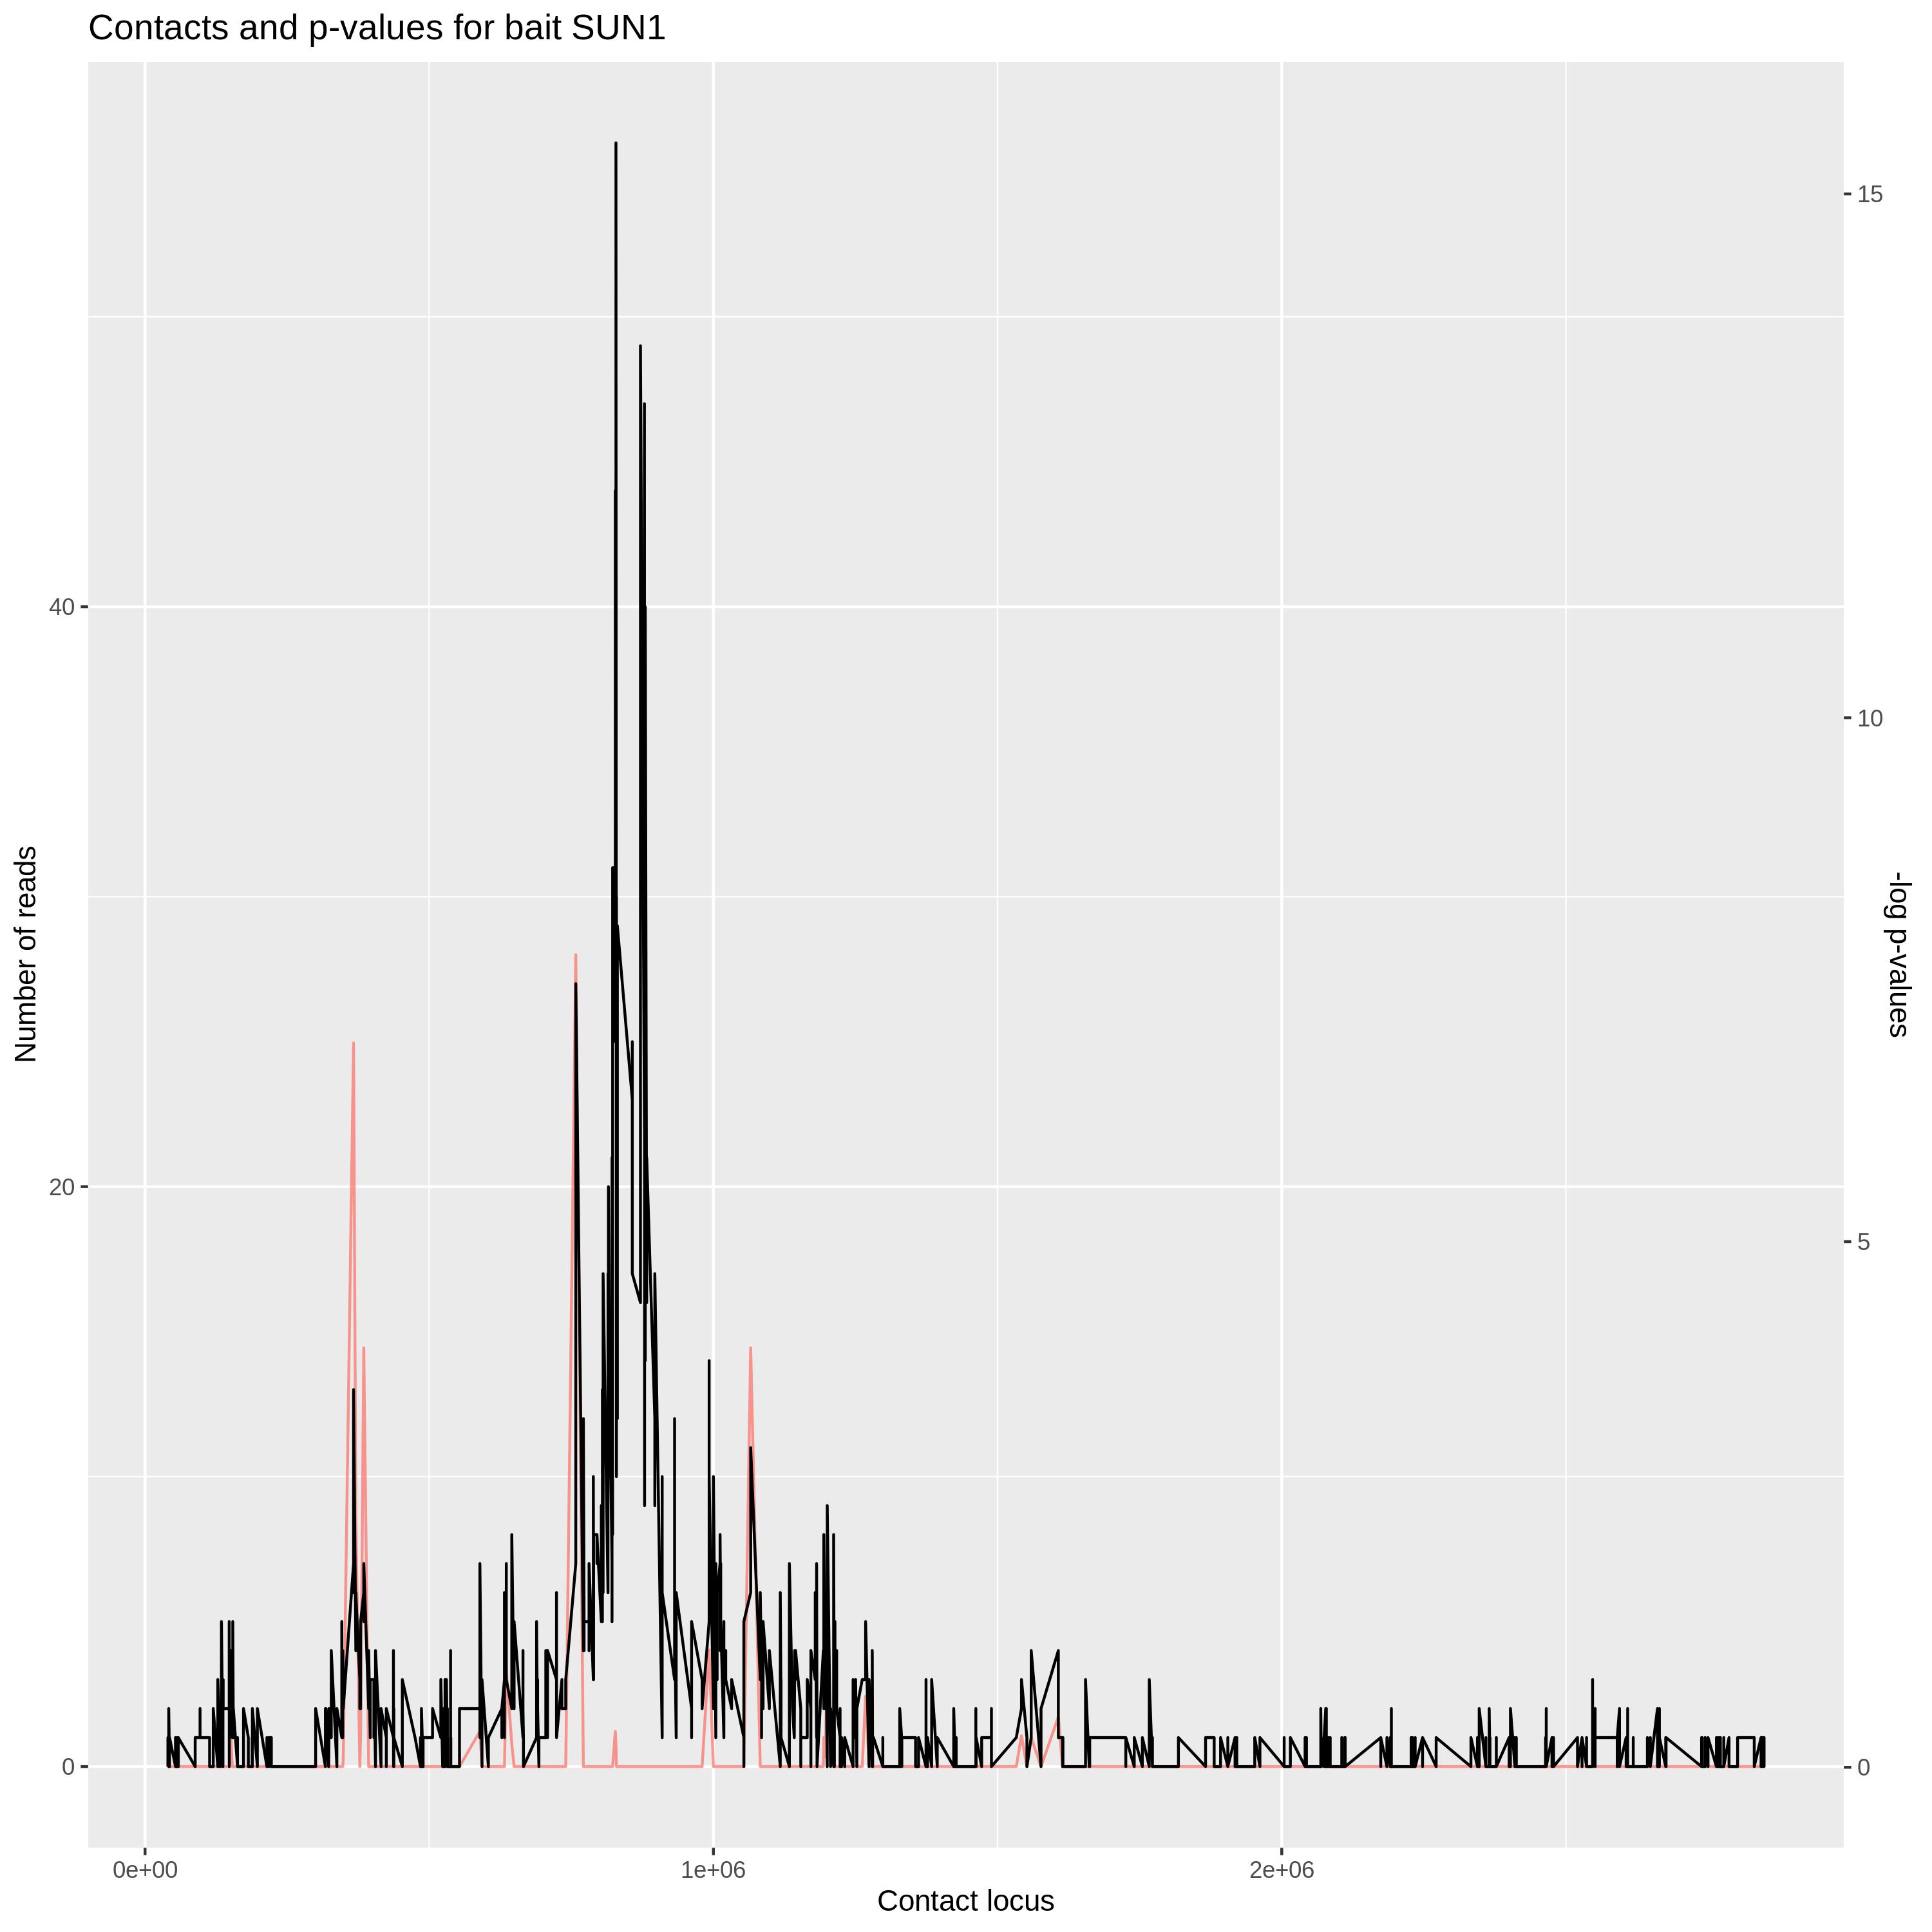 Contacts and p-values for bait SUN1
Number of reads
40
20
0
15
10
5
0
-log p-values
0e+00
1e+06
2e+06
Contact locus